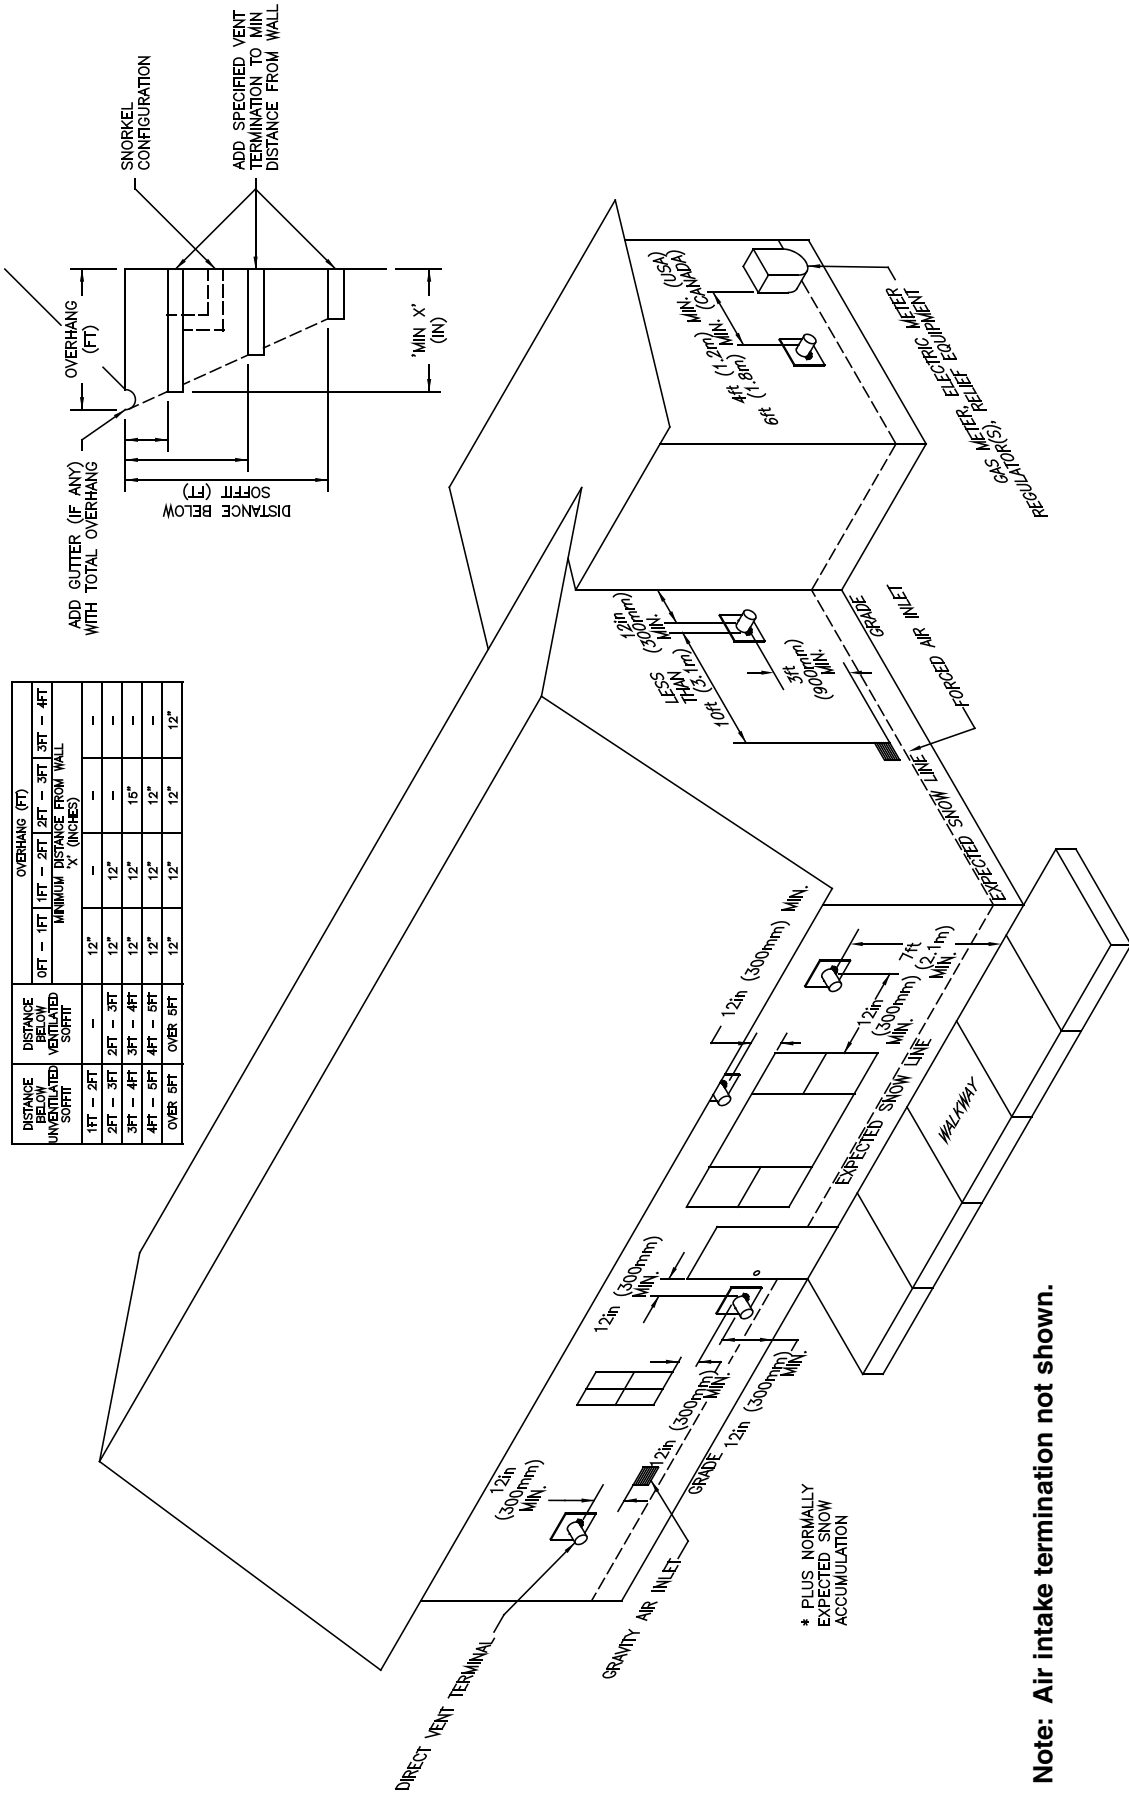 DISTANCE
BELOW
UNVENTILATED
SOFFIT
DISTANCE
BELOW
VENTILATED
SOFFIT
OVERHANG (FT)
0FT - 1FT 1FT - 2FT 2FT - 3FT 3FT - 4FT
MINIMUM DISTANCE FROM WALL
'X' (INCHES)
1FT - 2FT - 12" - - -
2FT - 3FT 2FT - 3FT 12" 12" - -
3FT - 4FT 3FT - 4FT 12" 12" 15" -
4FT - 5FT 4FT - 5FT 12" 12" 12" -
OVER 5FT OVER 5FT 12" 12" 12" 12"
ADD GUTTER (IF ANY)
WITH TOTAL OVERHANG
OVERHANG
(FT)
SNORKEL
CONFIGURATION
ADD SPECIFIED VENT
TERMINATION TO MIN
DISTANCE FROM WALL
DISTANCE BELOW
SOFFIT (FT)
'MIN X'
(IN)
DIRECT VENT TERMINAL
12in
(300mm)
MIN.
GRAVITY AIR INLET
12in (300mm)
MIN.
12in (300mm)
MIN.
GRADE
12in (300mm)
MIN.
12in (300mm) MIN.
12in
(300mm)
MIN.
7ft
(2.1m)
MIN.
EXPECTED SNOW LINE
WALKWAY
EXPECTED SNOW LINE
12in
(300mm)
MIN.
LESS
THAN
10ft (3.1m)
3ft
(900mm)
MIN.
GRADE
FORCED AIR INLET
4ft (1.2m) MIN. (USA)
6ft (1.8m) MIN. (CANADA)
GAS METER, ELECTRIC METER
REGULATOR(S), RELIEF EQUIPMENT
* PLUS NORMALLY
EXPECTED SNOW
ACCUMULATION
Note: Air intake termination not shown.